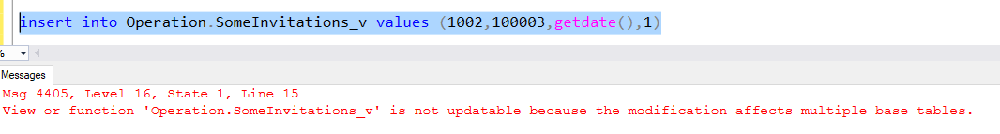 insert into Operation.SomeInvitations_v values (1002,100003,getdate(),1)
%
Messages
Msg 4405, Level 16, State 1, Line 15
View or function 'Operation.SomeInvitations_v' is not updatable because the modification affects multiple base tables.